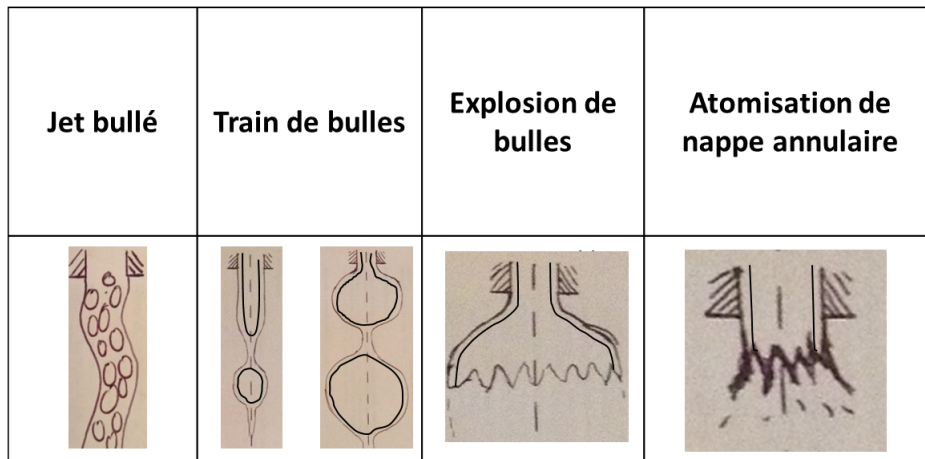 Jet bullé
Train de bulles
Explosion de
bulles
Atomisation de
nappe annulaire